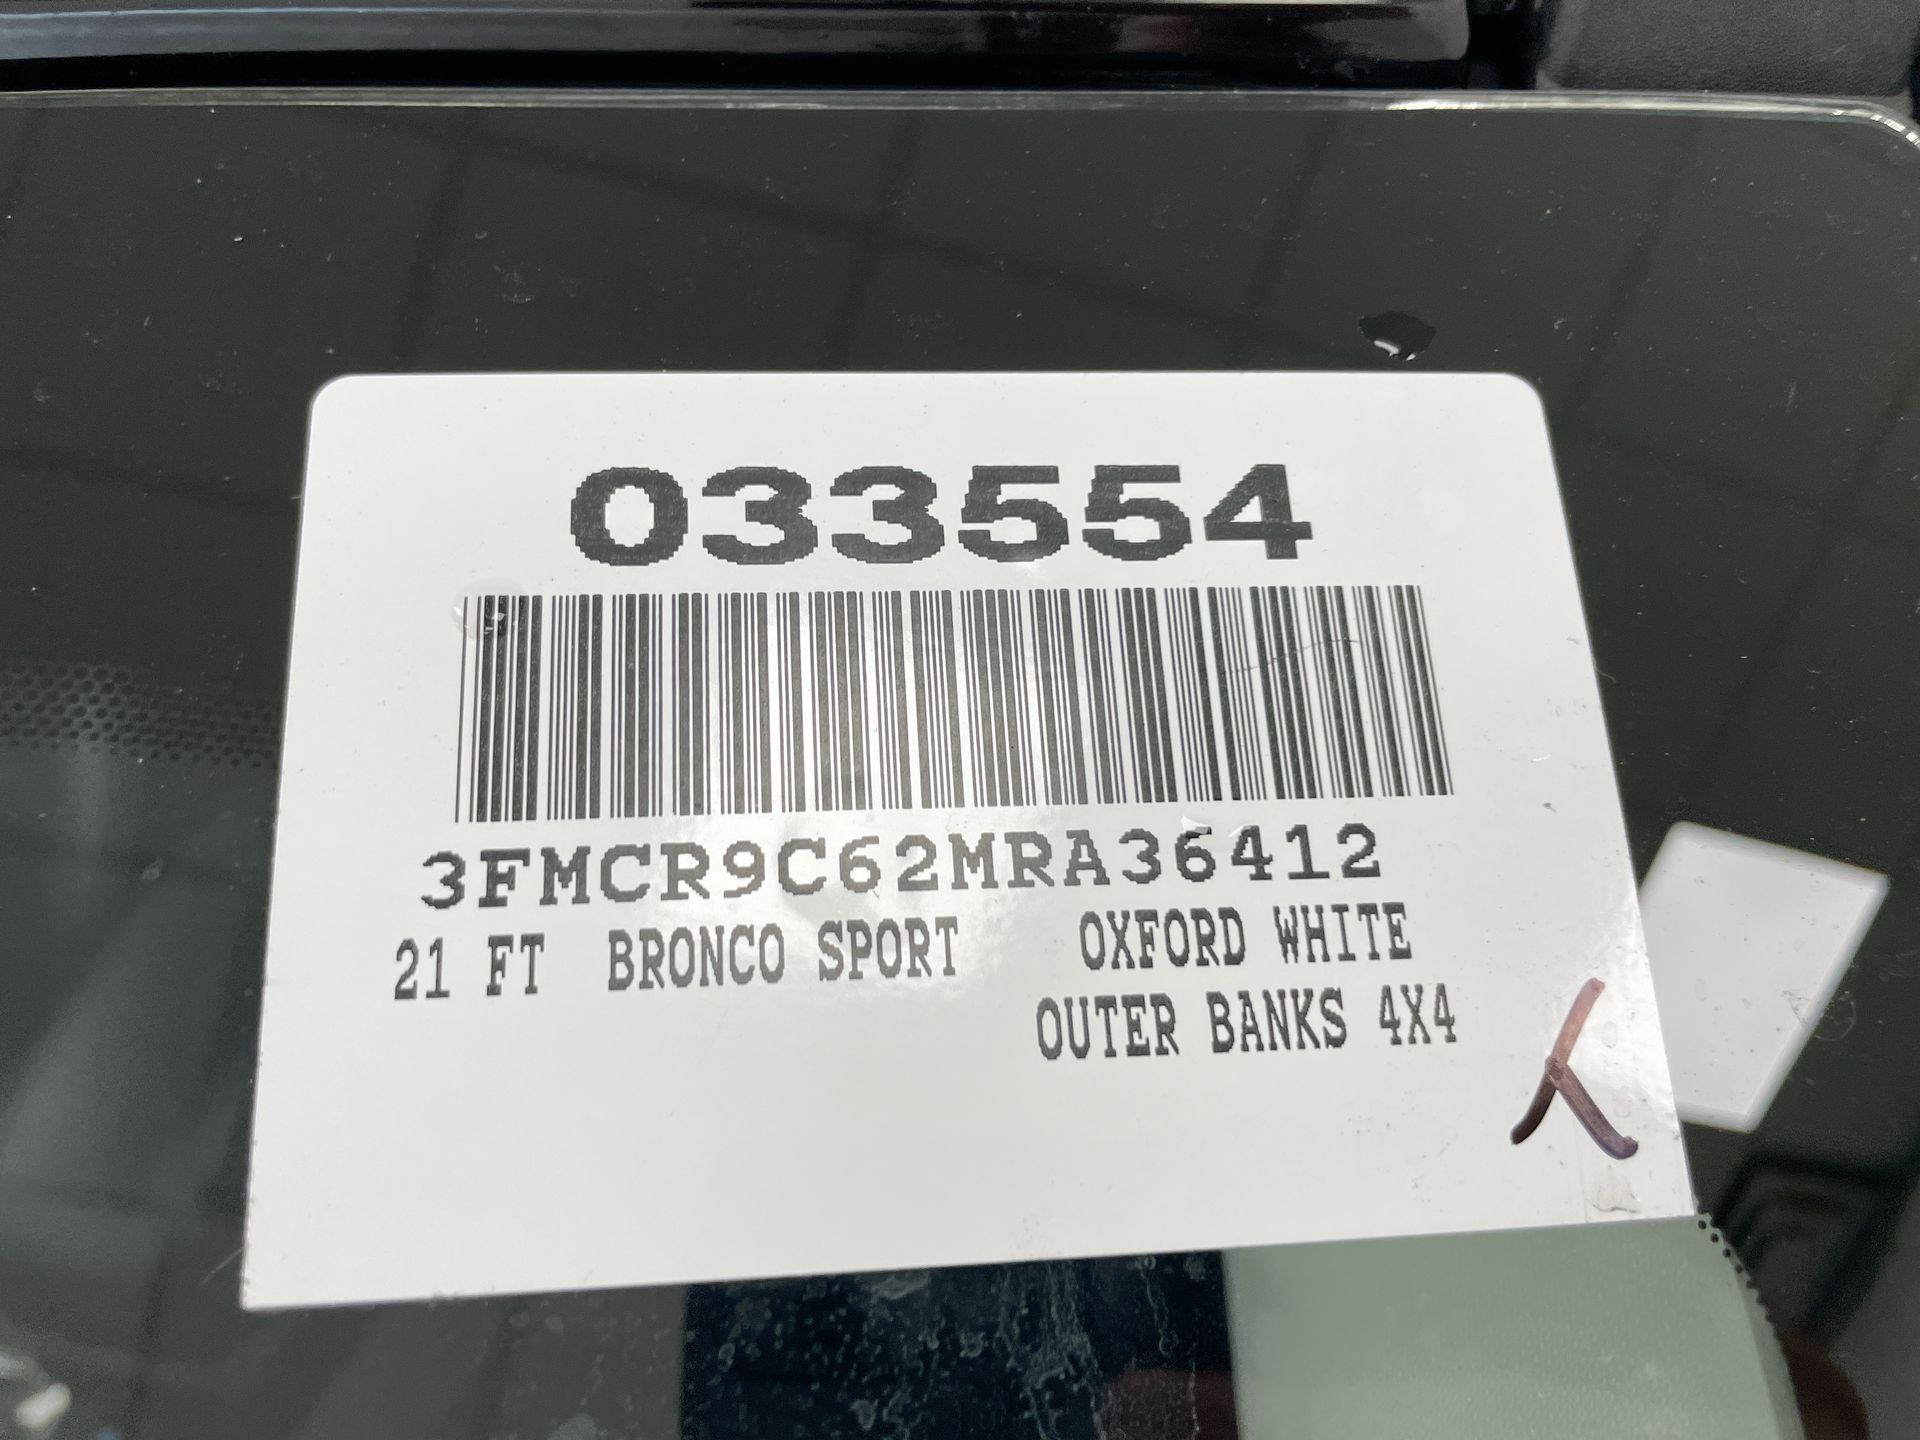 033554
3FMCR9C62MRA36412
21 FT BRONCO SPORT OXFORD WHITE
OUTER BANKS 4X4